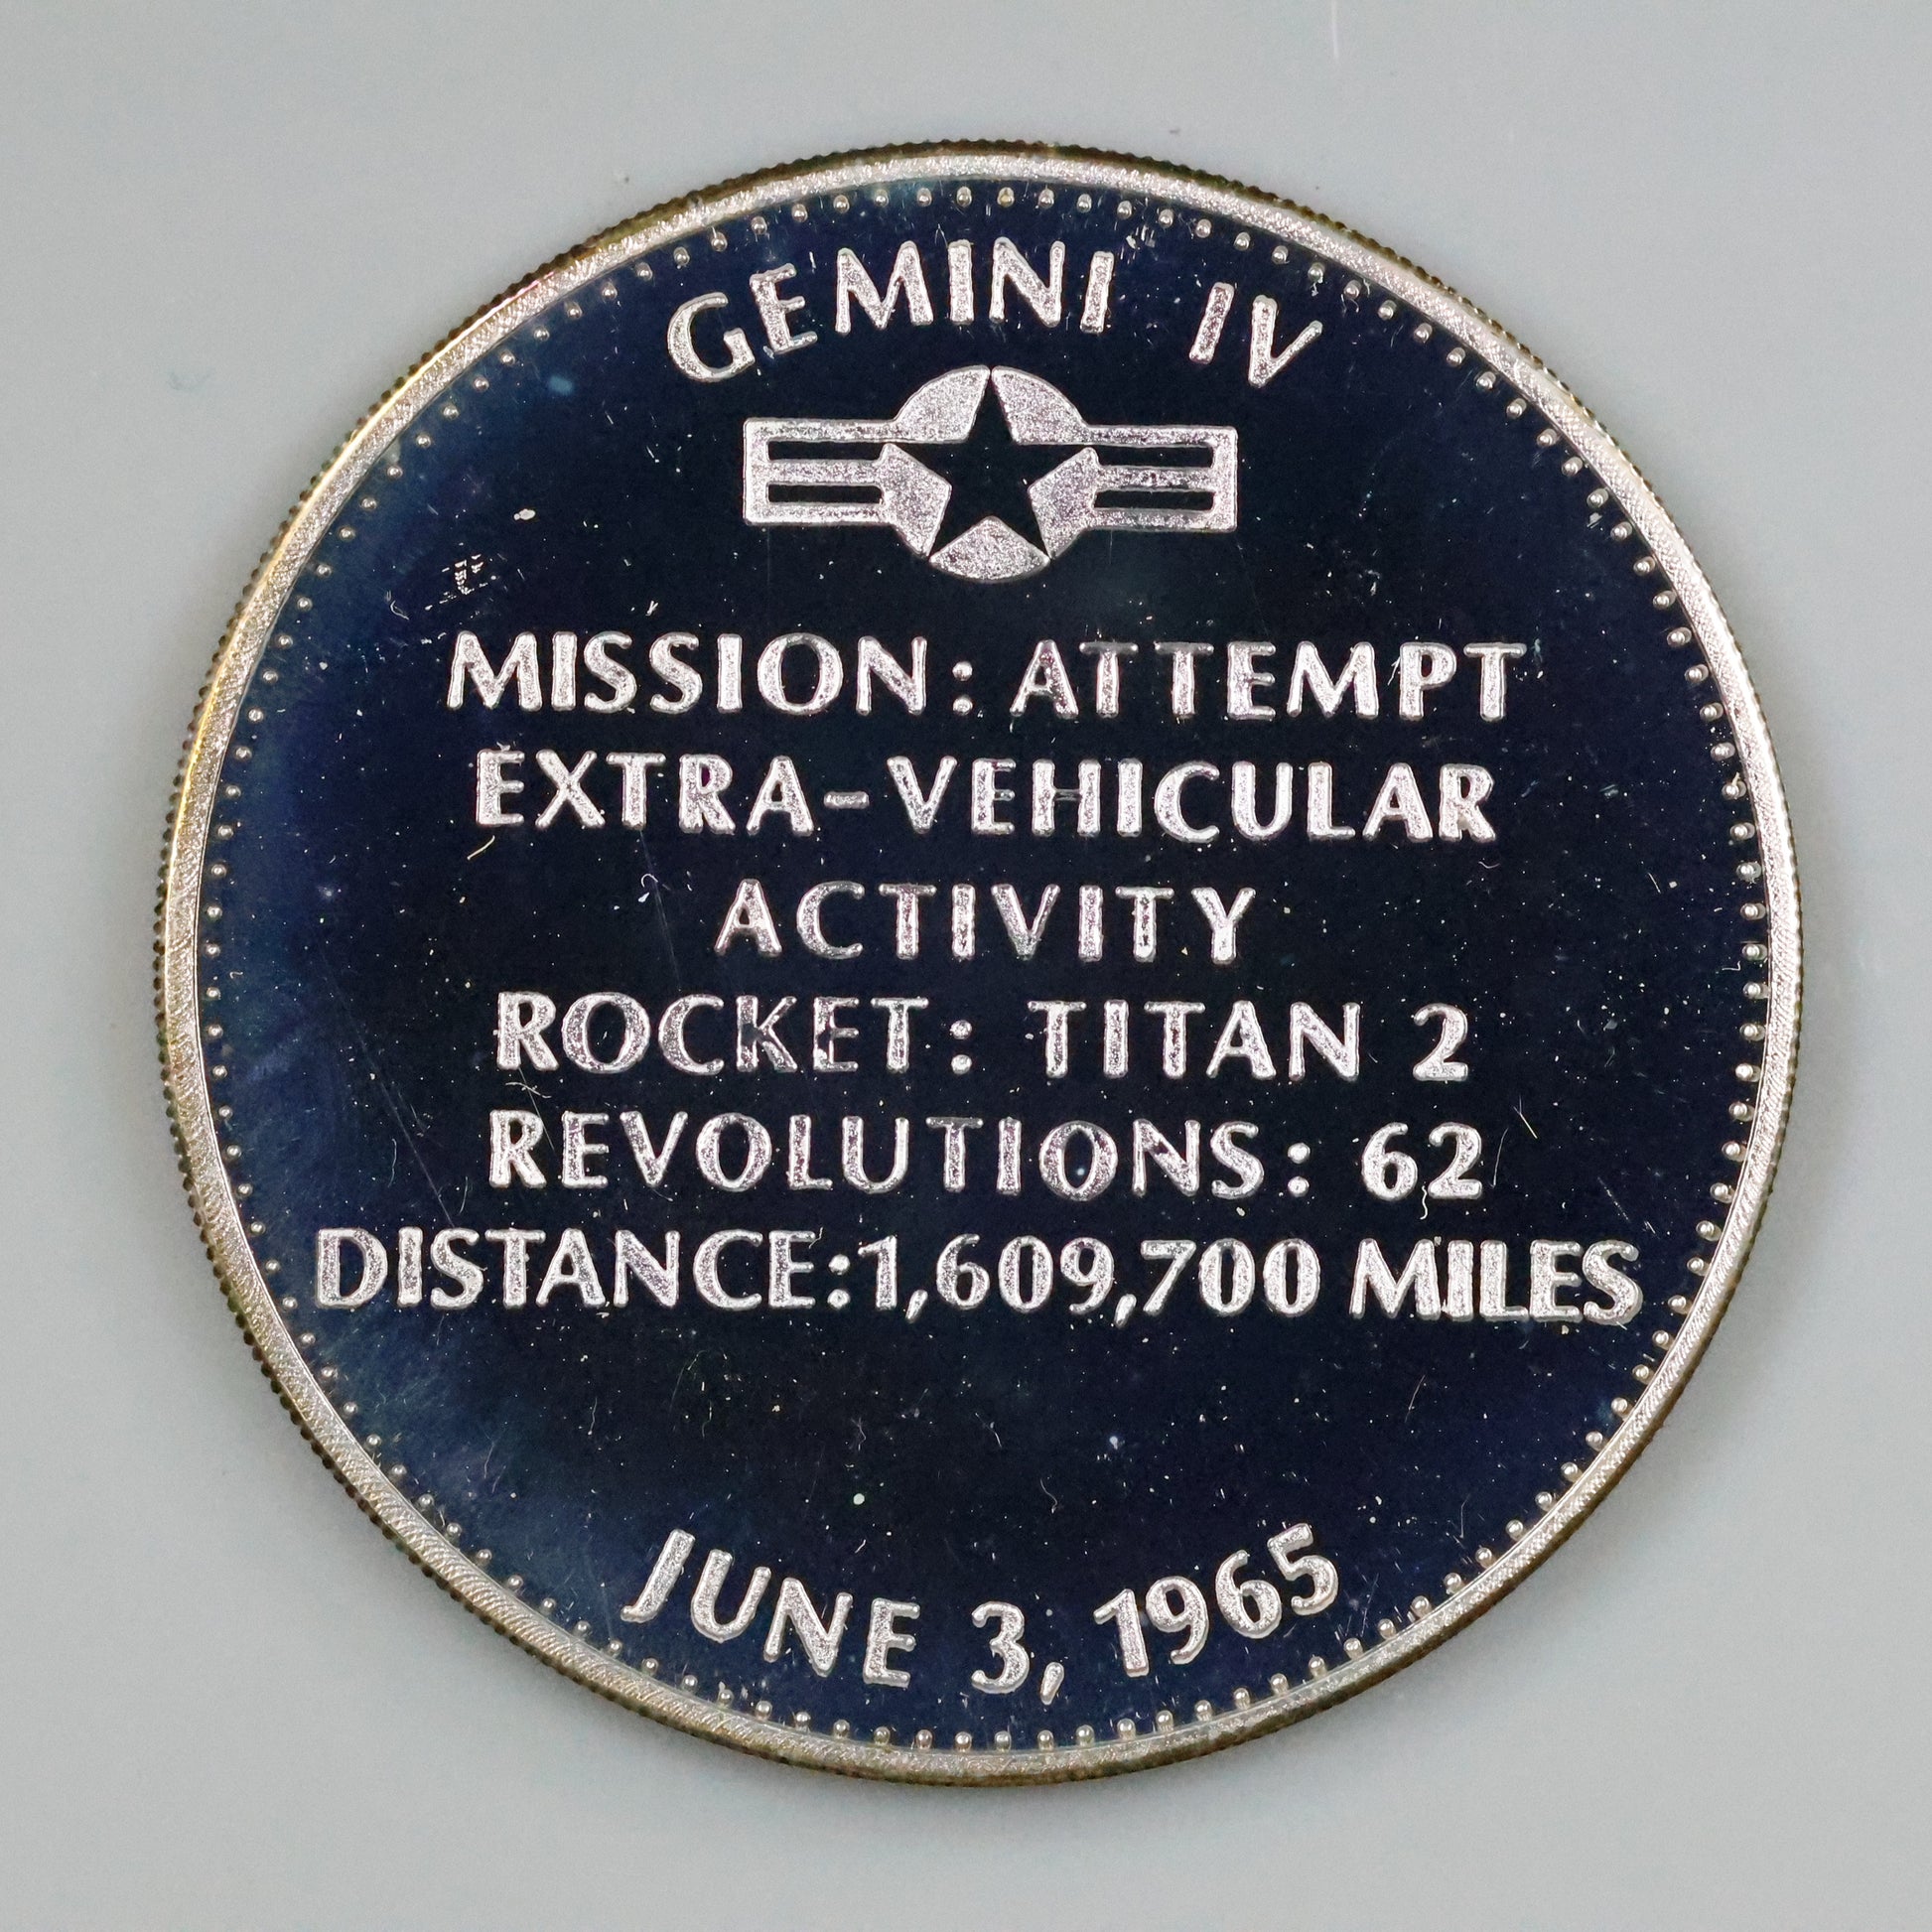 GEMINI IV
MISSION: ATTEMPT
EXTRA-VEHICULAR
ACTIVITY
ROCKET: TITAN 2
REVOLUTIONS: 62
DISTANCE:1,609,700 MILES
JUNE 3, 1965